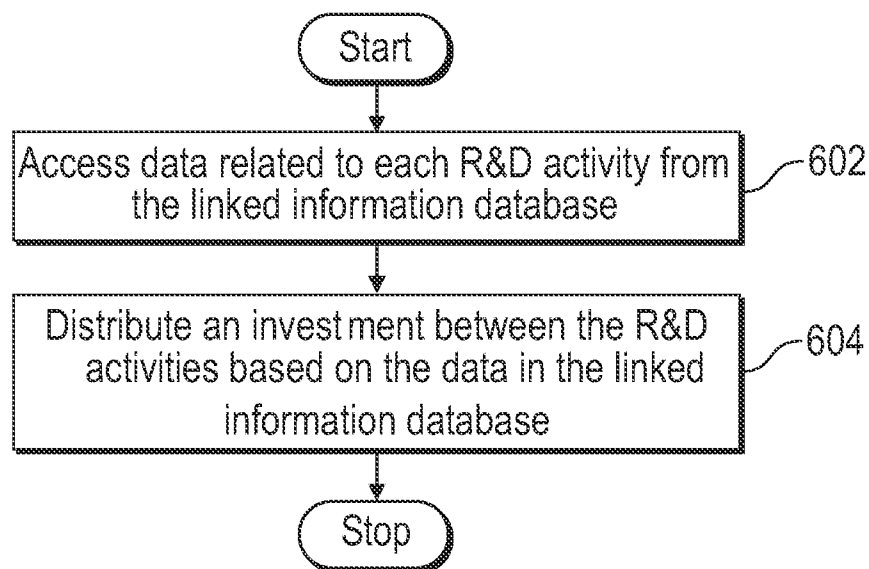 Start
Access data related to each R&D activity from
the linked information database
602
Distribute an investment between the R&D
activities based on the data in the linked
information database
604
Stop